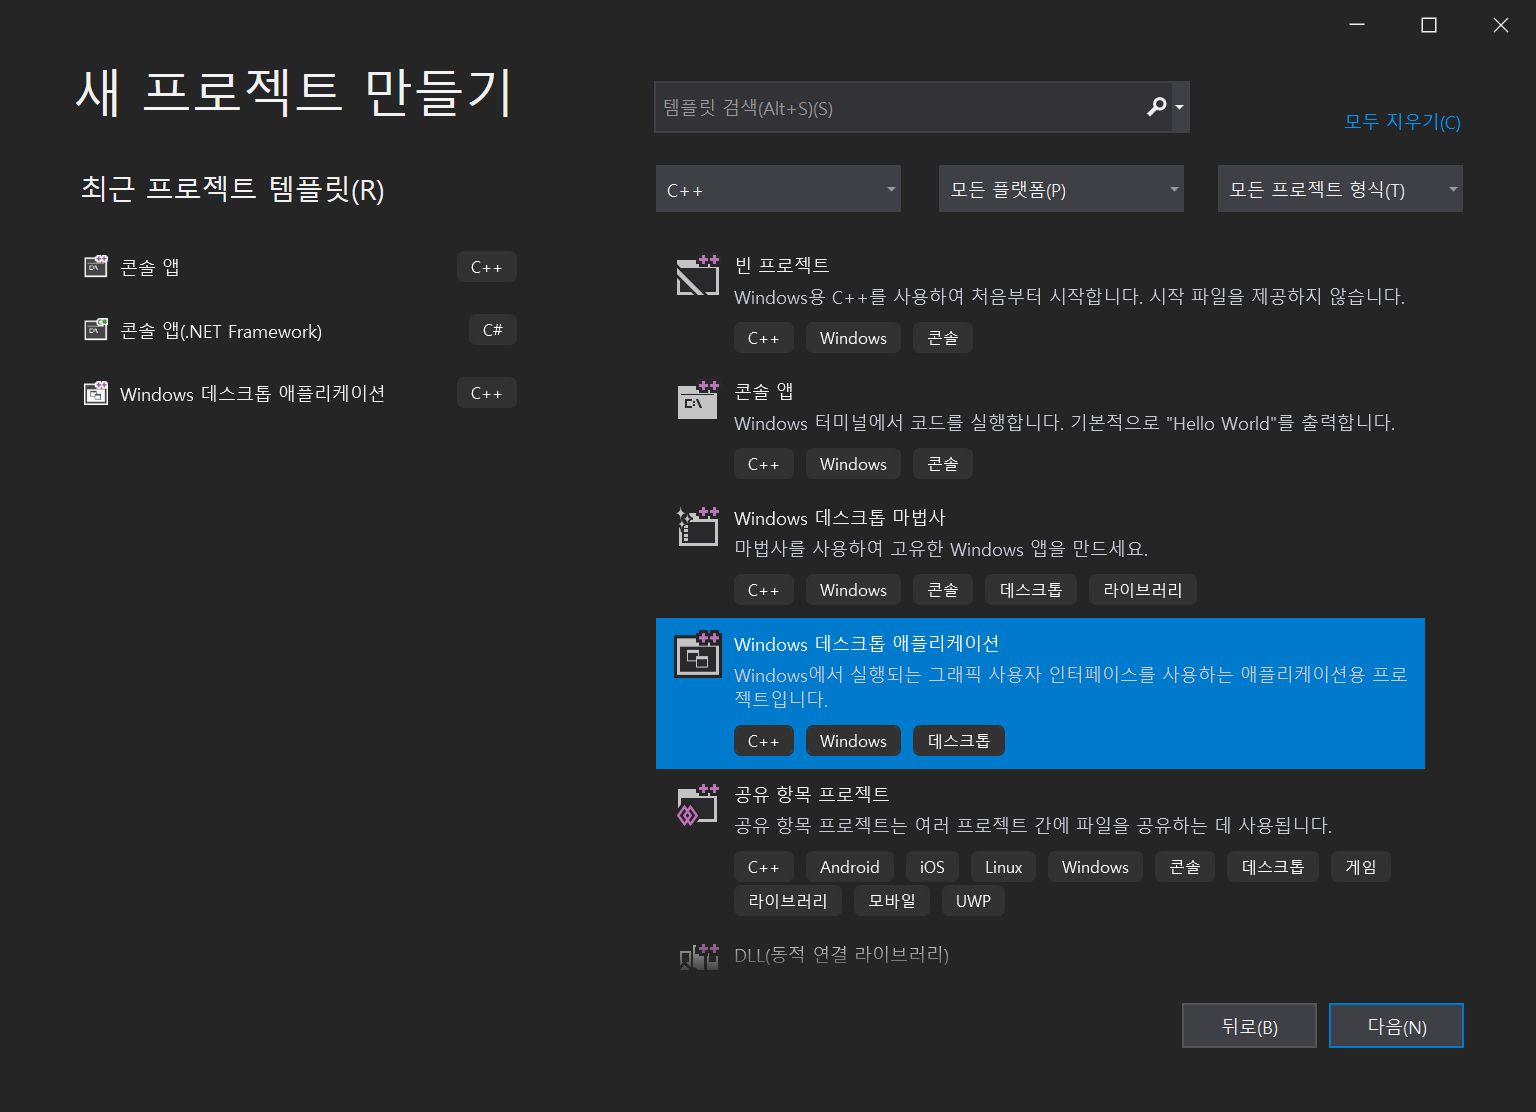 새 프로젝트 만들기
템플릿 검색(Alt+S)(S)
모두 지우기(C)
최근 프로젝트 템플릿(R)
C++
모든 플랫폼(P)
모든 프로젝트 형식(T)
콘솔 앱 C++
콘솔 앱(.NET Framework) C#
Windows 데스크톱 애플리케이션 C++
빈 프로젝트
Windows용 C++를 사용하여 처음부터 시작합니다. 시작 파일을 제공하지 않습니다.
C++ Windows 콘솔
C:\
콘솔 앱
Windows 터미널에서 코드를 실행합니다. 기본적으로 "Hello World"를 출력합니다.
C++ Windows 콘솔
Windows 데스크톱 마법사
마법사를 사용하여 고유한 Windows 앱을 만드세요.
C++ Windows 콘솔 데스크톱 라이브러리
Windows 데스크톱 애플리케이션
Windows에서 실행되는 그래픽 사용자 인터페이스를 사용하는 애플리케이션용 프로
젝트입니다.
C++ Windows 데스크톱
공유 항목 프로젝트
공유 항목 프로젝트는 여러 프로젝트 간에 파일을 공유하는 데 사용됩니다.
C++ Android iOS Linux Windows 콘솔 데스크톱 게임
라이브러리 모바일 UWP
DLL(동적 연결 라이브러리)
뒤로(B)
다음(N)